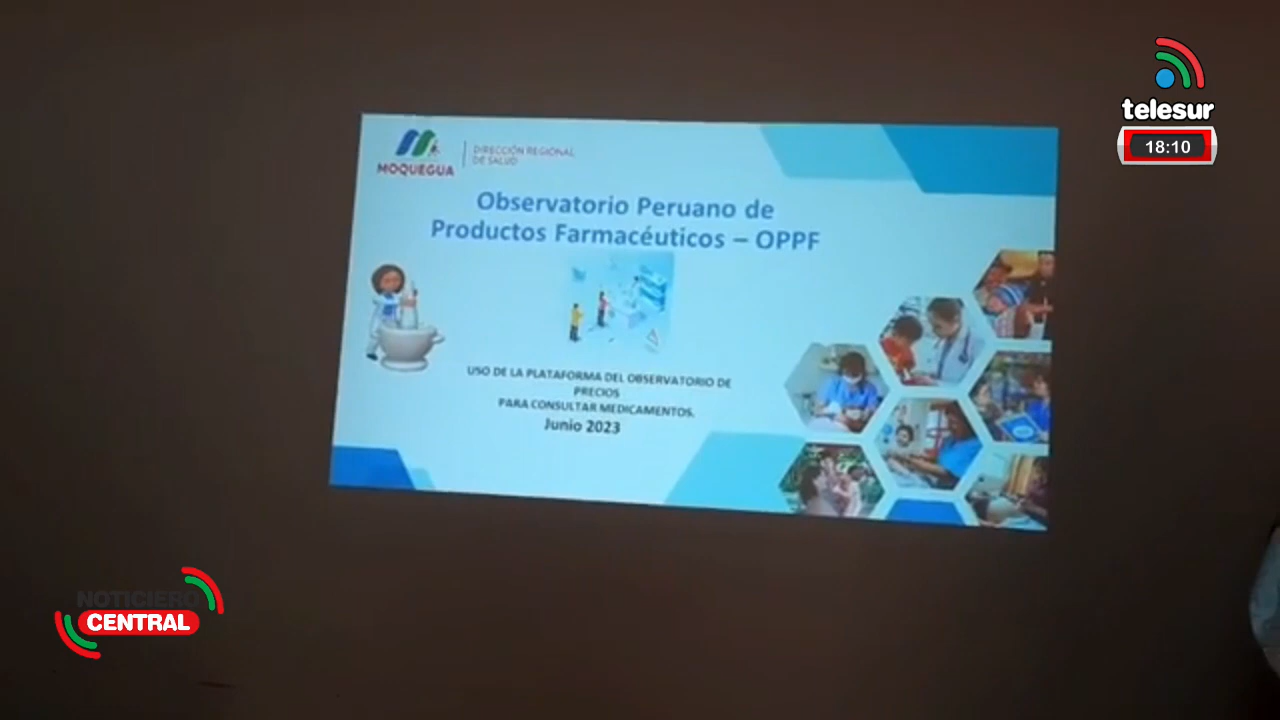 telesur
18:10
MOQUEGUA
DIRECCIÓN REGIONAL
DE SALUD
Observatorio Peruano de
Productos Farmacéuticos – OPPF
USO DE LA PLATAFORMA DEL OBSERVATORIO DE
PRECIOS
PARA CONSULTAR MEDICAMENTOS.
Junio 2023
NOTICIERO
CENTRAL